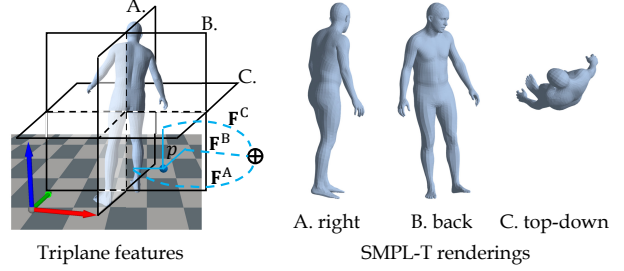 A.
B.
C.
F^C
p
F^B
F^A
Triplane features
A. right
B. back
C. top-down
SMPL-T renderings